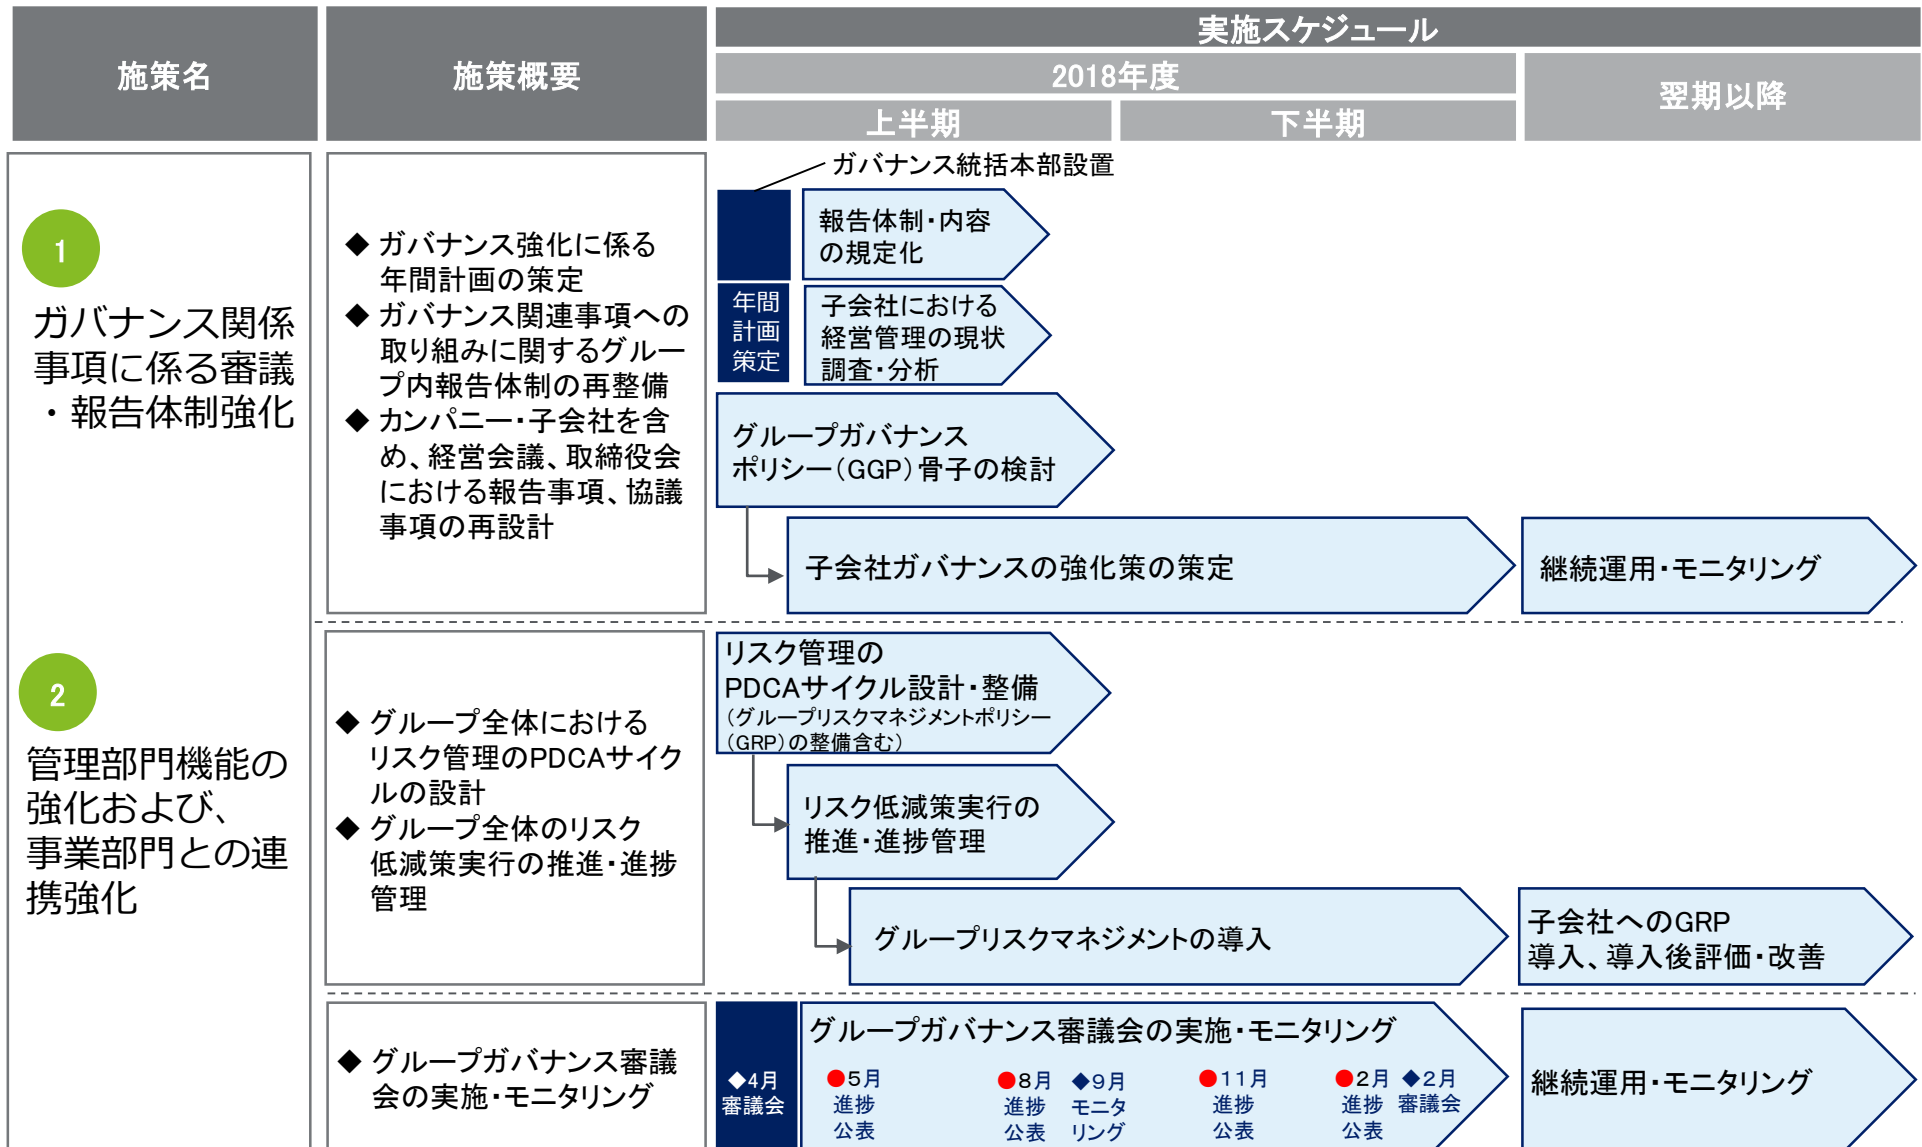 施策名
施策概要
実施スケジュール
2018年度
翌期以降
上半期
下半期
1
ガバナンス関係
事項に係る審議
・報告体制強化
◆ ガバナンス強化に係る
年間計画の策定
◆ ガバナンス関連事項への
取り組みに関するグルー
プ内報告体制の再整備
◆ カンパニー・子会社を含
め、経営会議、取締役会
における報告事項、協議
事項の再設計
ガバナンス統括本部設置
年間
計画
策定
報告体制・内容
の規定化
子会社における
経営管理の現状
調査・分析
グループガバナンス
ポリシー(GGP)骨子の検討
子会社ガバナンスの強化策の策定
継続運用・モニタリング
2
管理部門機能の
強化および、
事業部門との連
携強化
◆ グループ全体における
リスク管理のPDCAサイク
ルの設計
◆ グループ全体のリスク
低減策実行の推進・進捗
管理
リスク管理の
PDCAサイクル設計・整備
(グループリスクマネジメントポリシー
(GRP)の整備含む)
リスク低減策実行の
推進・進捗管理
グループリスクマネジメントの導入
子会社へのGRP
導入、導入後評価・改善
◆ グループガバナンス審議
会の実施・モニタリング
◆4月
審議会
グループガバナンス審議会の実施・モニタリング
●5月
進捗
公表
●8月
進捗
公表
◆9月
モニタ
リング
●11月
進捗
公表
●2月
進捗
公表
◆2月
審議会
継続運用・モニタリング